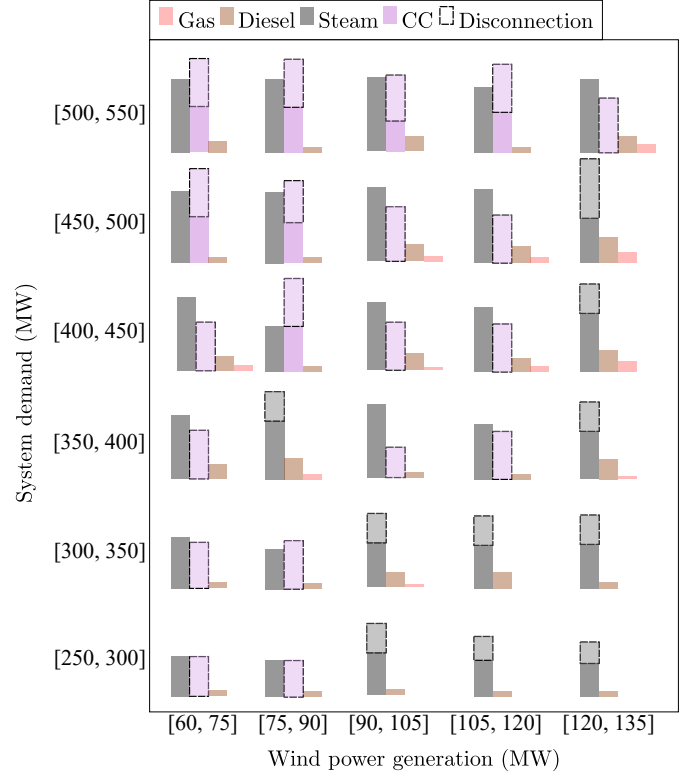 Gas Diesel Steam CC Disconnection
[500, 550]
[450, 500]
[400, 450]
[350, 400]
[300, 350]
[250, 300]
System demand (MW)
[60, 75] [75, 90] [90, 105] [105, 120] [120, 135]
Wind power generation (MW)